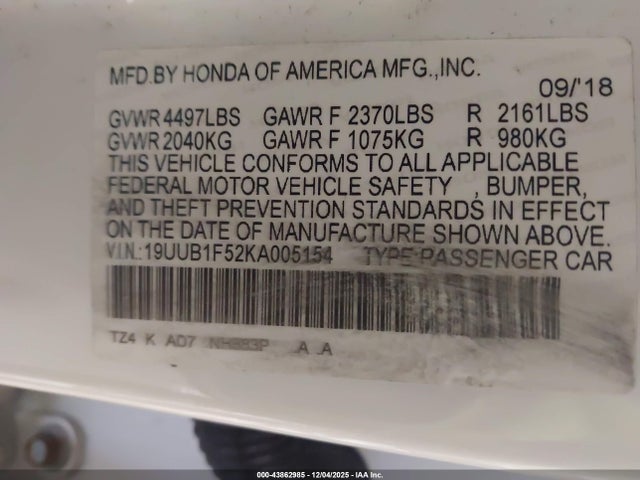 MFD.BY HONDA OF AMERICA MFG.,INC.
09/'18
GVWR 4497LBS GAWR F 2370LBS R 2161LBS
GVWR 2040KG GAWR F 1075KG R 980KG
THIS VEHICLE CONFORMS TO ALL APPLICABLE
FEDERAL MOTOR VEHICLE SAFETY , BUMPER,
AND THEFT PREVENTION STANDARDS IN EFFECT
ON THE DATE OF MANUFACTURE SHOWN ABOVE.
V.I.N.:19UUB1F52KA005154 TYPE:PASSENGER CAR
TZ4 K AD7 NH883P A A
000-43862985 - 12/04/2025 - IAA Inc.